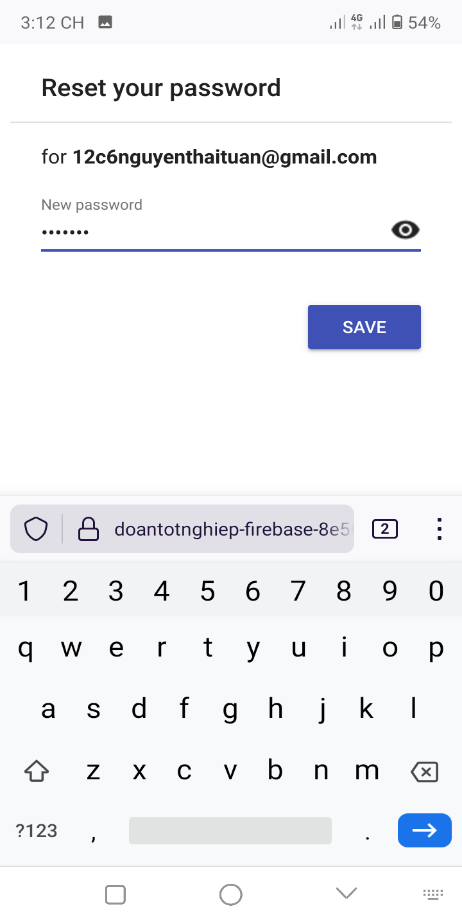 3:12 CH 4G 54%
Reset your password
for 12c6nguyenthaituan@gmail.com
New password
•••••••
SAVE
doantotnghiep-firebase-8e5
2
1 2 3 4 5 6 7 8 9 0
q w e r t y u i o p
a s d f g h j k l
z x c v b n m
?123 , .